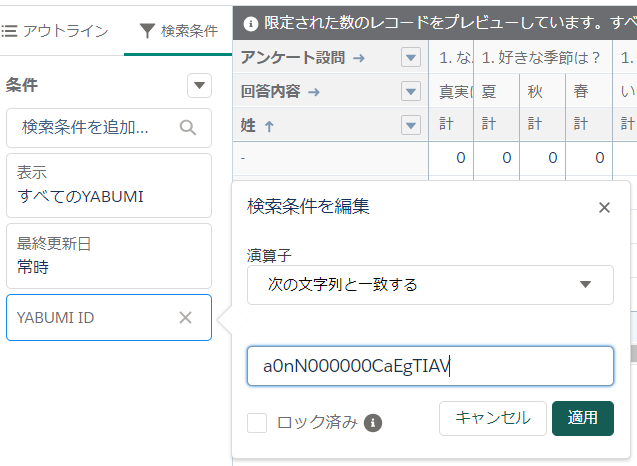 アウトライン
検索条件
条件
検索条件を追加...
表示
すべてのYABUMI
最終更新日
常時
YABUMI ID
限定された数のレコードをプレビューしています。すべ
アンケート設問 → 1. な. 1. 好きな季節は？ 1.
回答内容 → 真実に 夏 秋 春 い
姓 ↑ 計 計 計 計 計
- 0 0 0 0
検索条件を編集
演算子
次の文字列と一致する
a0nN000000CaEgTIAV
ロック済み
キャンセル
適用